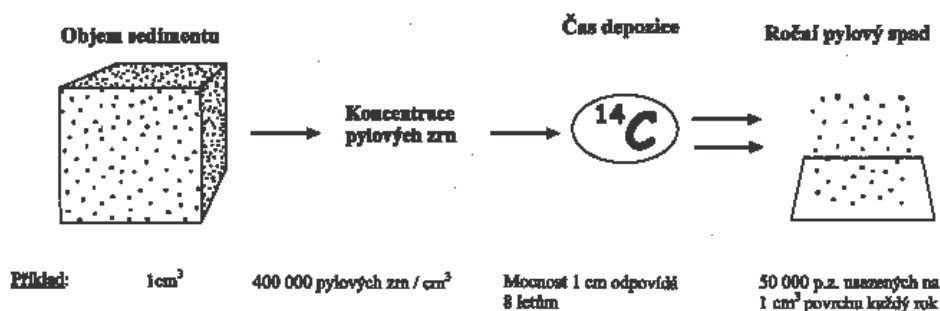 Objem sedimentu
Čas depozice
Roční pylový spad
Koncentrace
pylových zrn
14C
Příklad:
1cm3
400 000 pylových zrn / cm3
Mocnost 1 cm odpovídá
8 letům
50 000 p.z. usazených na
1 cm3 povrchu každý rok